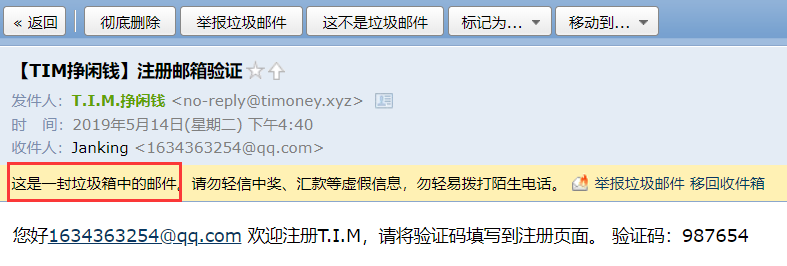 « 返回 彻底删除 举报垃圾邮件 这不是垃圾邮件 标记为... 移动到...
【TIM挣闲钱】注册邮箱验证
发件人：T.I.M.挣闲钱 <no-reply@timoney.xyz>
时 间：2019年5月14日(星期二) 下午4:40
收件人：Janking <1634363254@qq.com>
这是一封垃圾箱中的邮件。请勿轻信中奖、汇款等虚假信息，勿轻易拨打陌生电话。 举报垃圾邮件 移回收件箱
您好1634363254@qq.com 欢迎注册T.I.M，请将验证码填写到注册页面。 验证码：987654